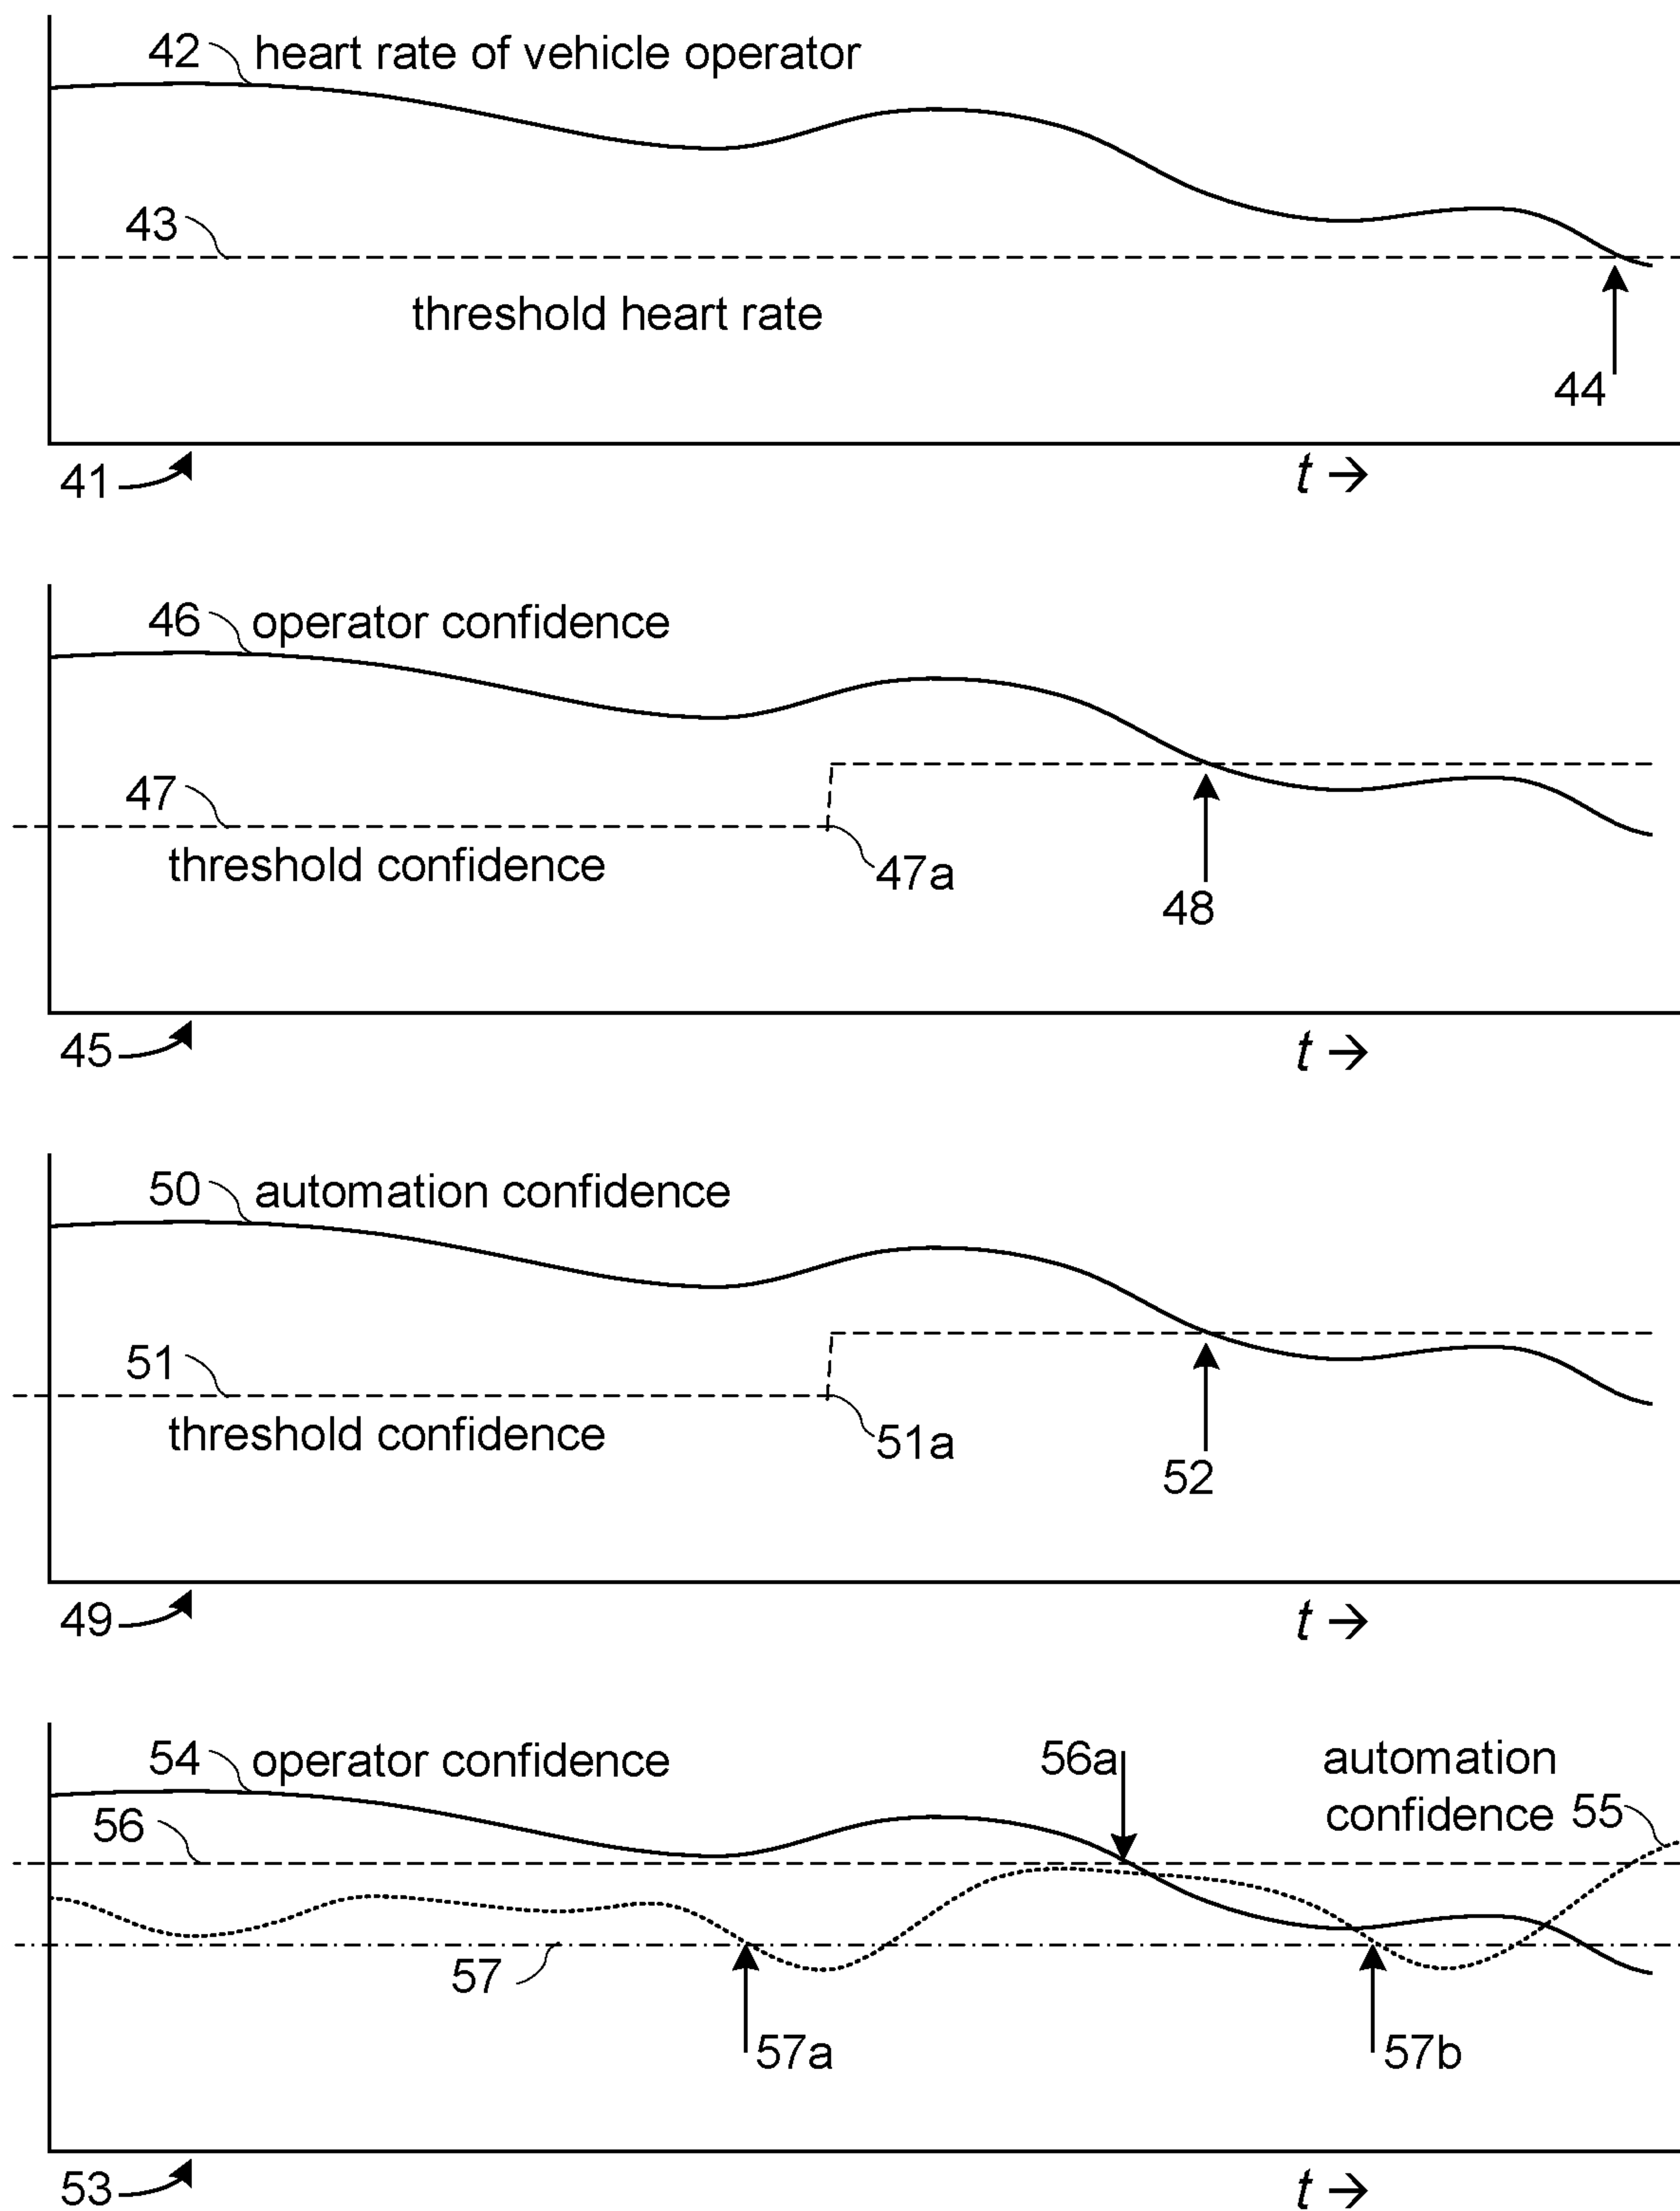 42 heart rate of vehicle operator
43
threshold heart rate
44
41
t →
46 operator confidence
47
threshold confidence
47a
48
45
t →
50 automation confidence
51
threshold confidence
51a
52
49
t →
54 operator confidence
56a
automation
confidence 55
56
57
57a
57b
53
t →